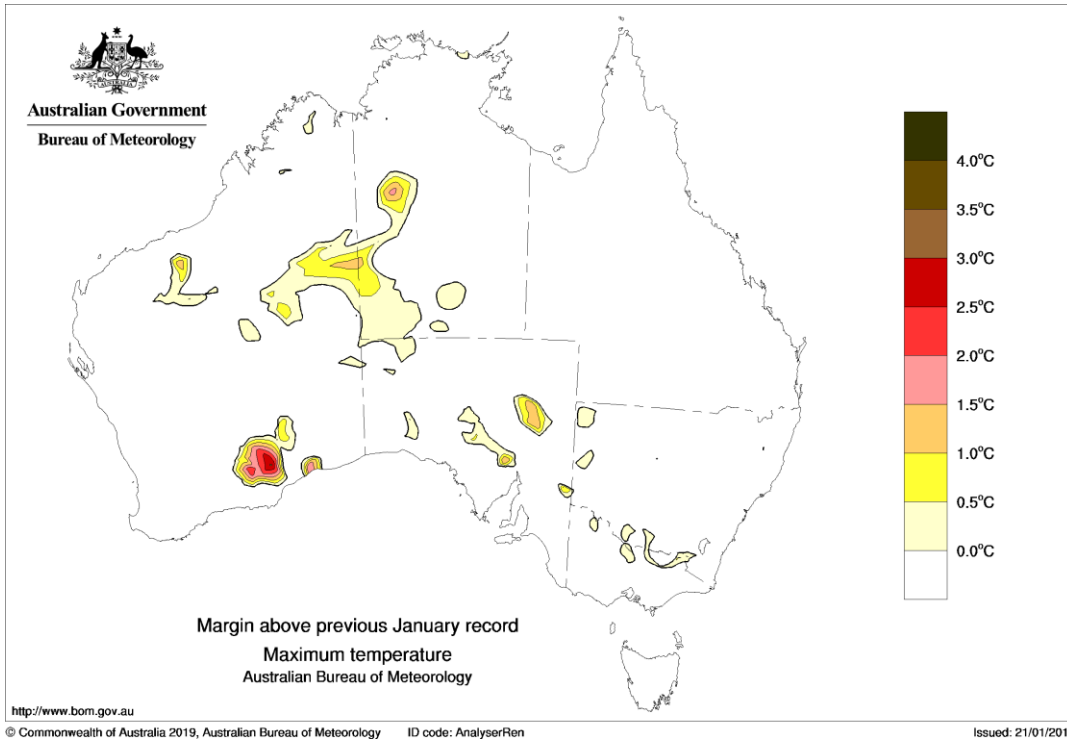 AUSTRALIA
Australian Government
Bureau of Meteorology
4.0°C
3.5°C
3.0°C
2.5°C
2.0°C
1.5°C
1.0°C
0.5°C
0.0°C
Margin above previous January record
Maximum temperature
Australian Bureau of Meteorology
http://www.bom.gov.au
© Commonwealth of Australia 2019, Australian Bureau of Meteorology ID code: AnalyserRen Issued: 21/01/201